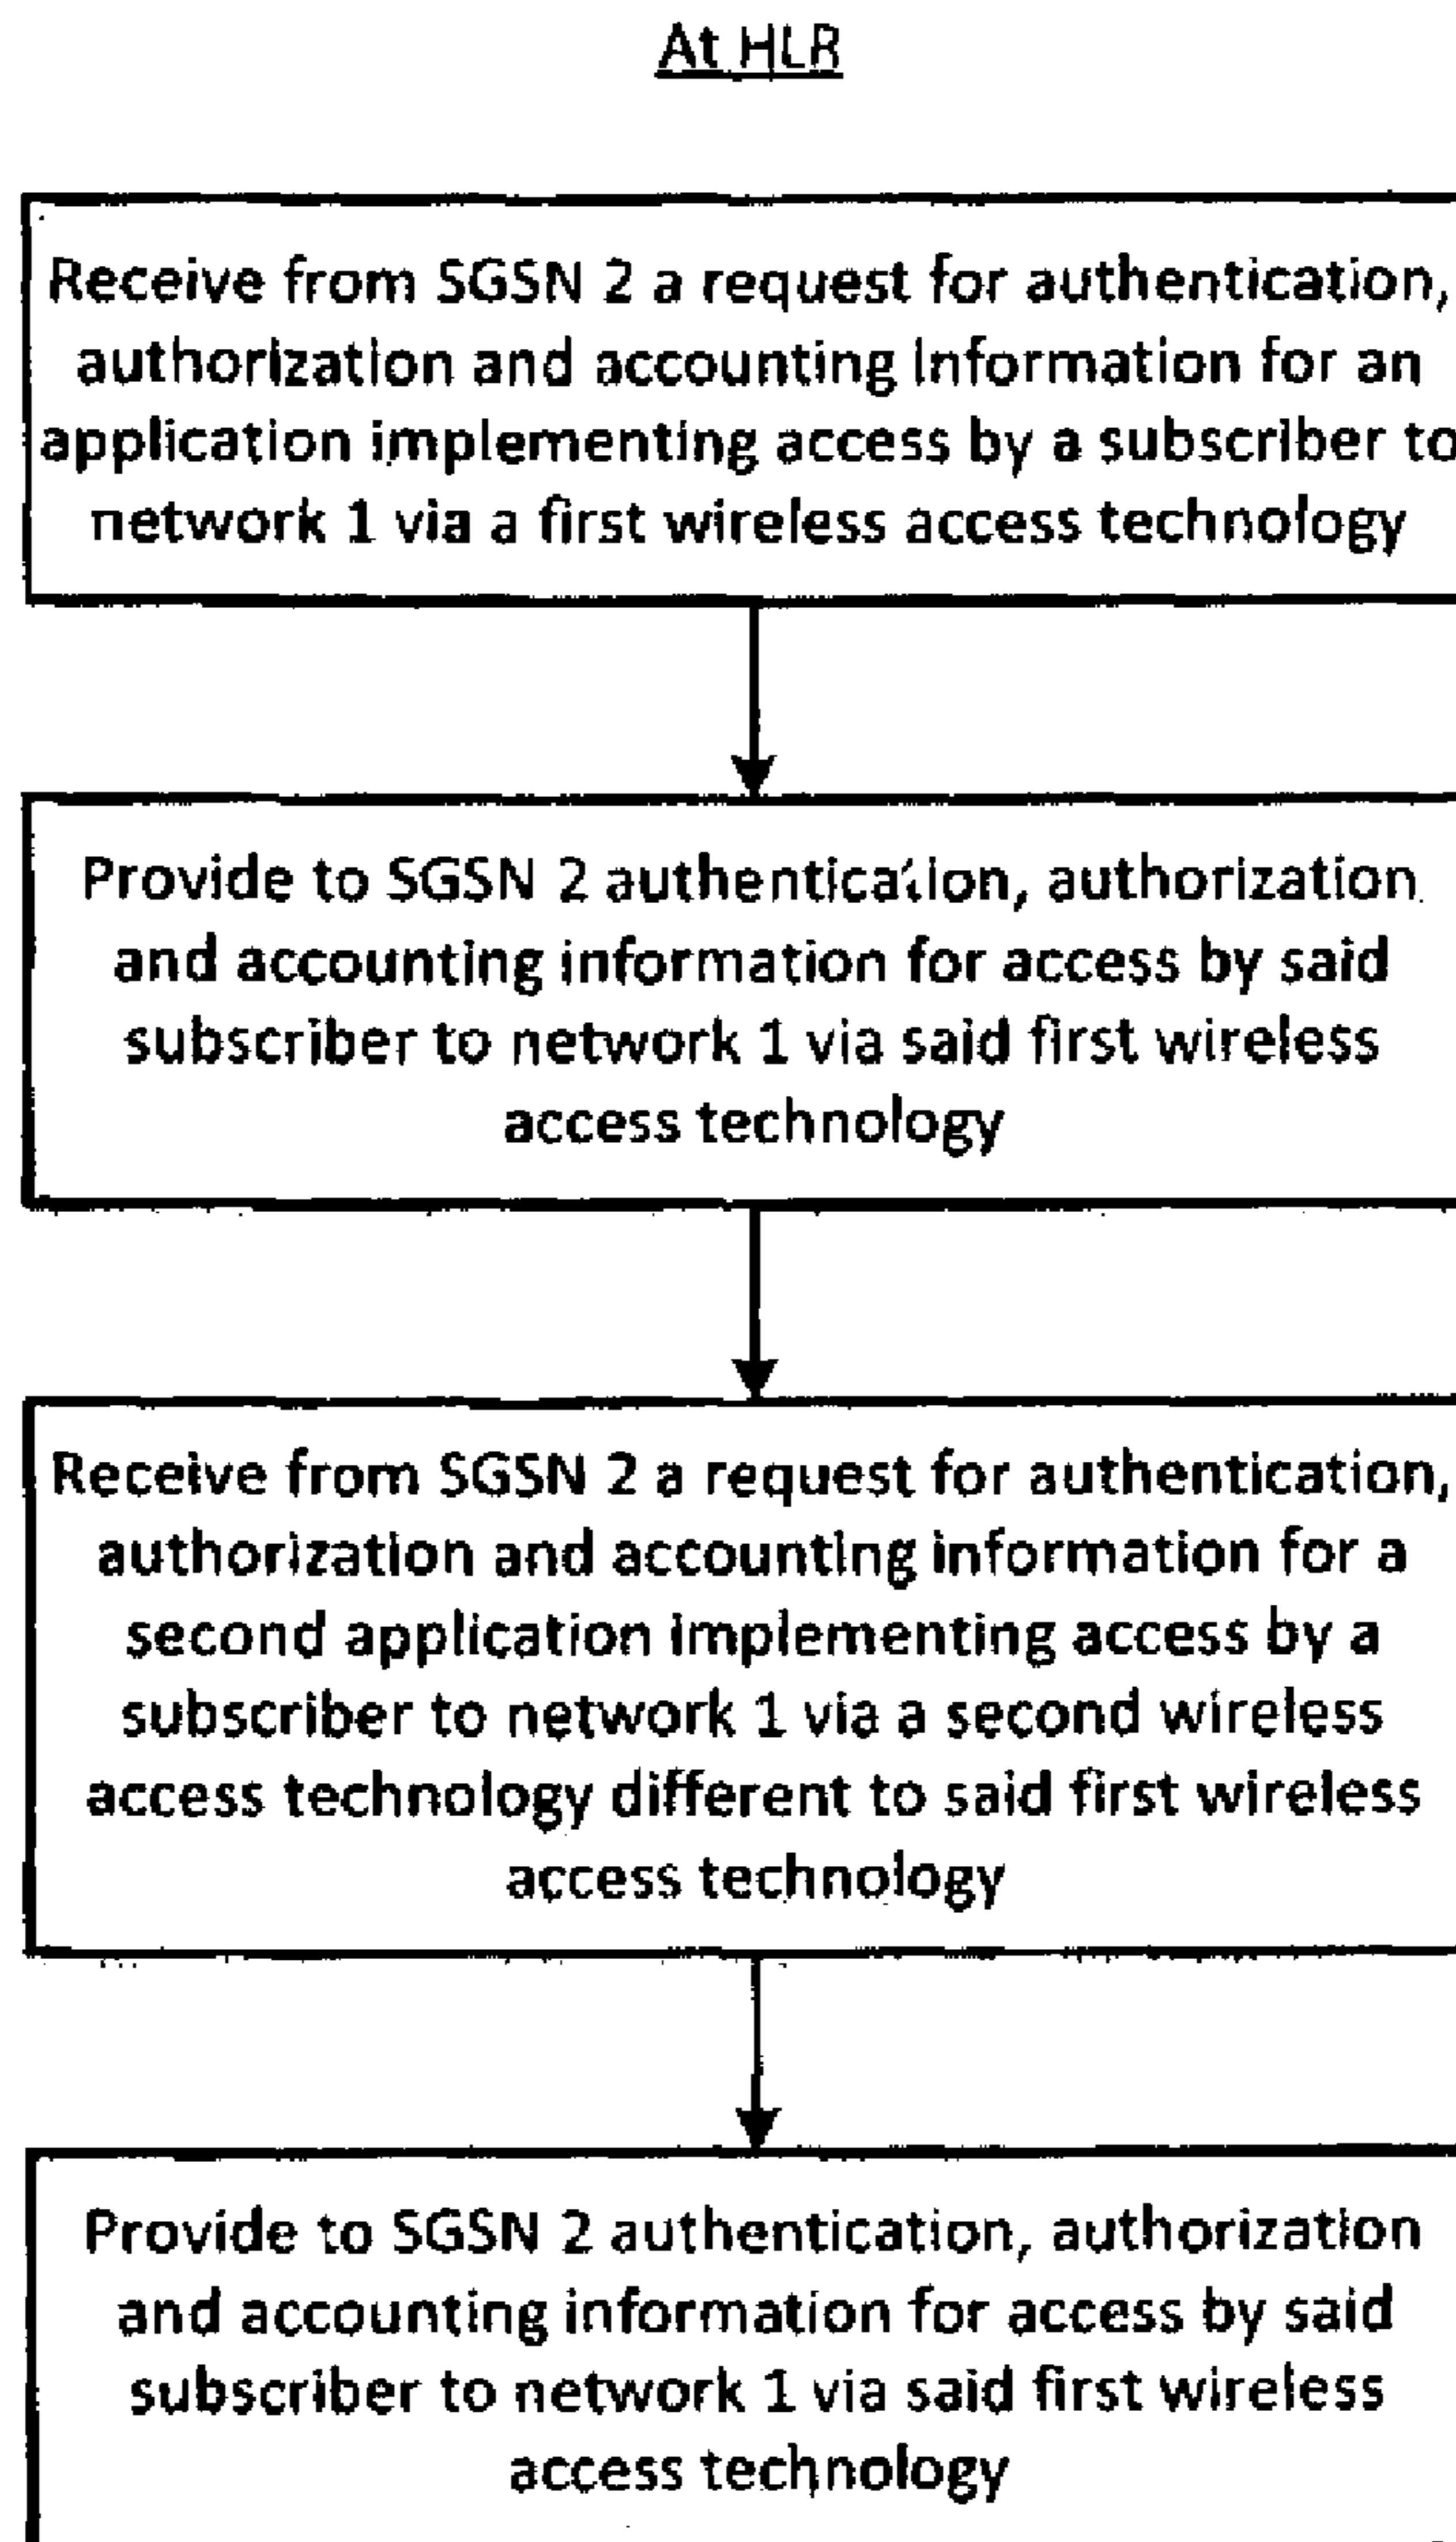 At HLR
Receive from SGSN 2 a request for authentication,
authorization and accounting information for an
application implementing access by a subscriber to
network 1 via a first wireless access technology
Provide to SGSN 2 authentication, authorization
and accounting information for access by said
subscriber to network 1 via said first wireless
access technology
Receive from SGSN 2 a request for authentication,
authorization and accounting information for a
second application implementing access by a
subscriber to network 1 via a second wireless
access technology different to said first wireless
access technology
Provide to SGSN 2 authentication, authorization
and accounting information for access by said
subscriber to network 1 via said first wireless
access technology